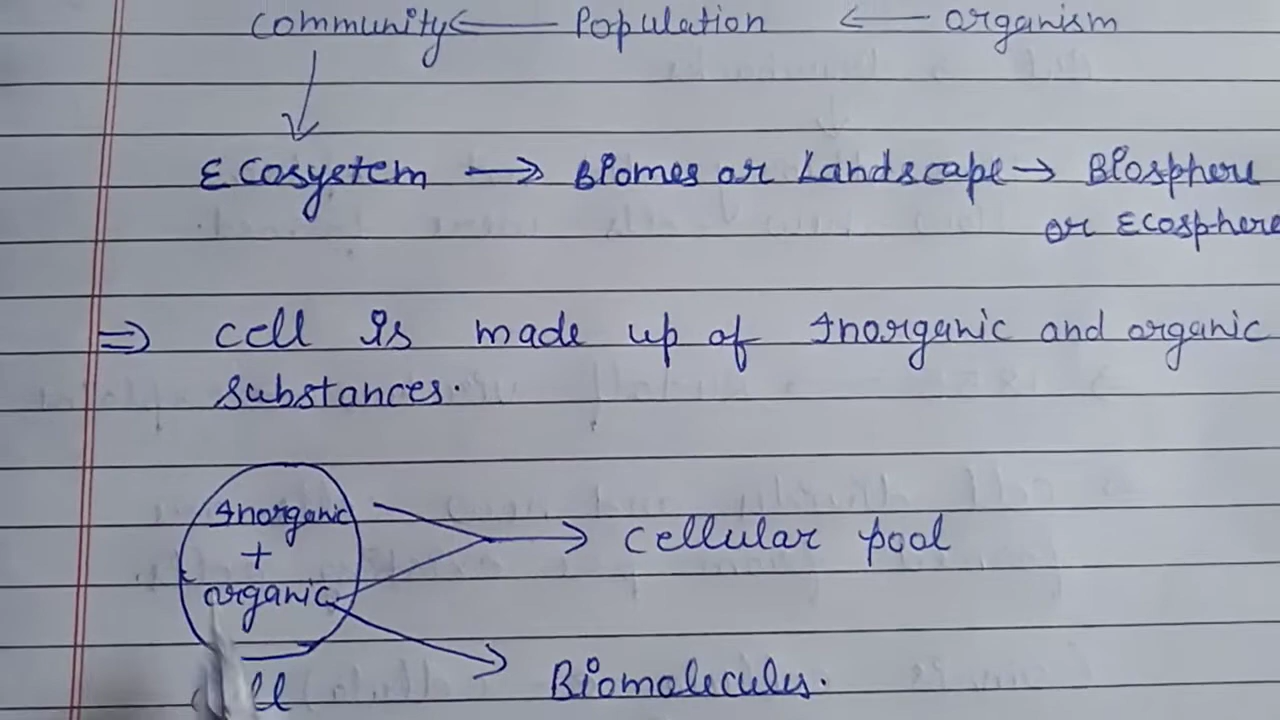 Community ← Population ← organism
↓
Ecosystem → Biomes or Landscape → Biosphere
or Ecosphere
⇒ Cell is made up of Inorganic and organic
substances.
Inorganic
+
organic
→ Cellular pool
→ Biomolecules.